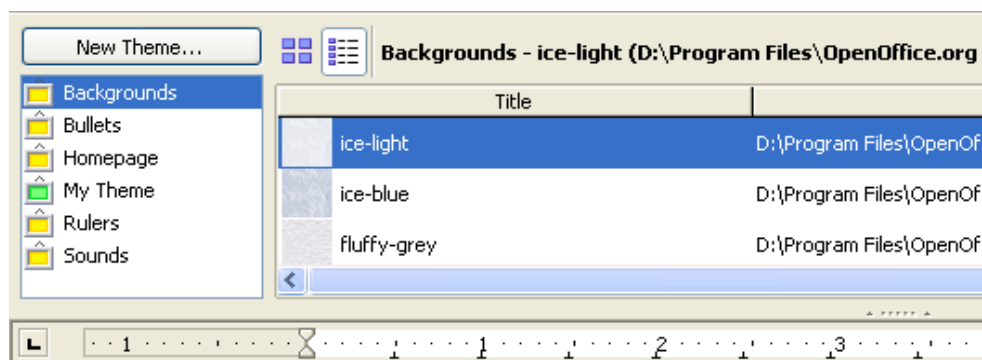 New Theme...
Backgrounds - ice-light (D:\Program Files\OpenOffice.org
Backgrounds
Bullets
Homepage
My Theme
Rulers
Sounds
Title
ice-light D:\Program Files\OpenOf
ice-blue D:\Program Files\OpenOf
fluffy-grey D:\Program Files\OpenOf
1 1 2 3